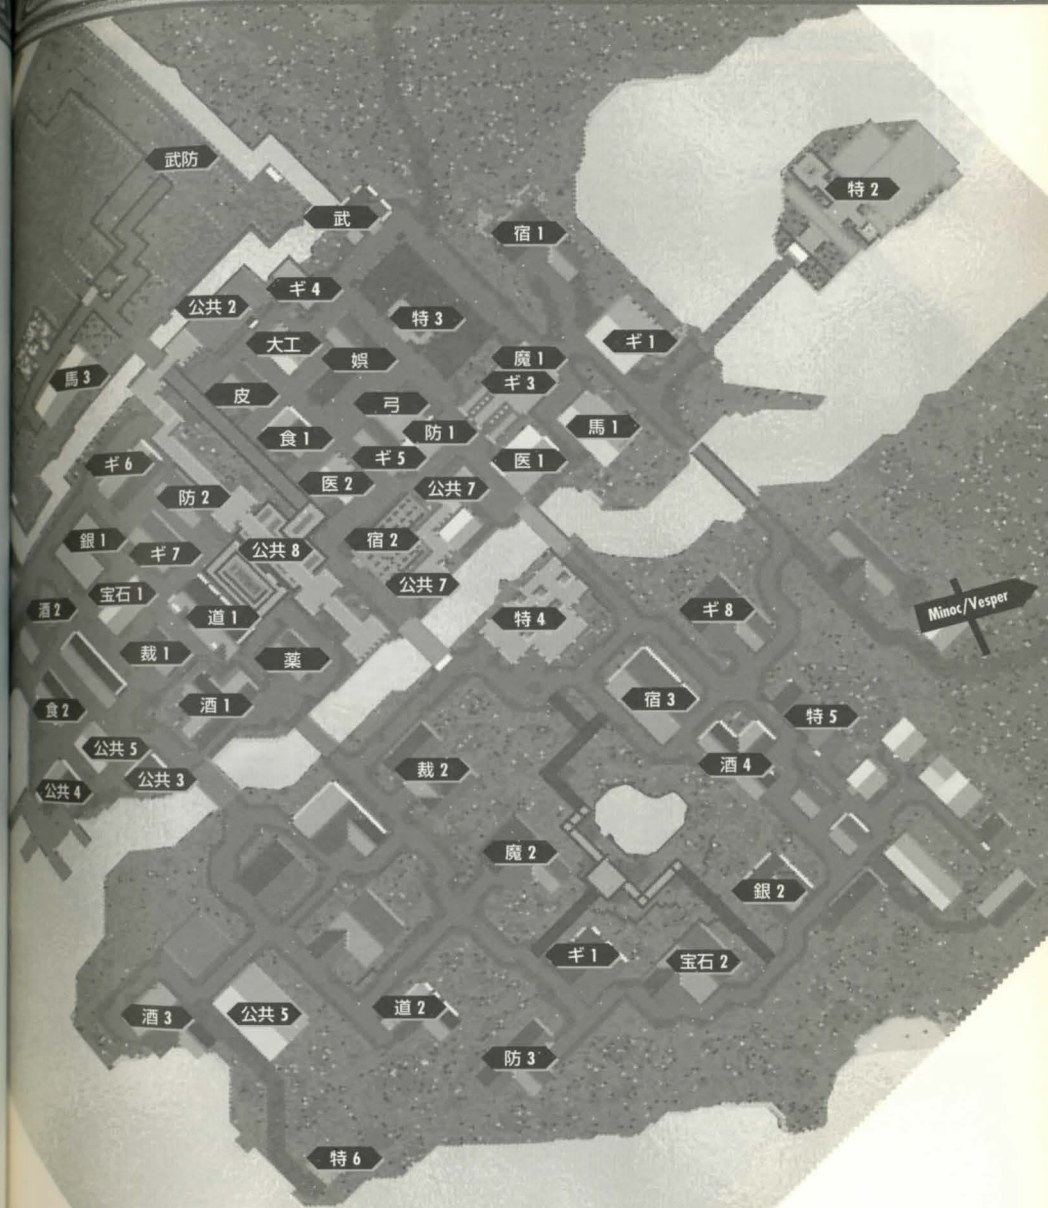 武防
特 2
武
宿 1
ギ 4
公共 2
特 3
大工
ギ 1
娯
魔 1
馬 3
ギ 3
皮
弓
馬 1
防 1
食 1
ギ 5
医 1
ギ 6
医 2
公共 7
防 2
銀 1
宿 2
ギ 7
公共 8
公共 7
宝石 1
Minoc/Vesper
酒 2
ギ 8
道 1
特 4
裁 1
薬
宿 3
酒 1
食 2
特 5
公共 5
酒 4
裁 2
公共 3
公共 4
魔 2
銀 2
ギ 1
宝石 2
道 2
公共 5
酒 3
防 3
特 6